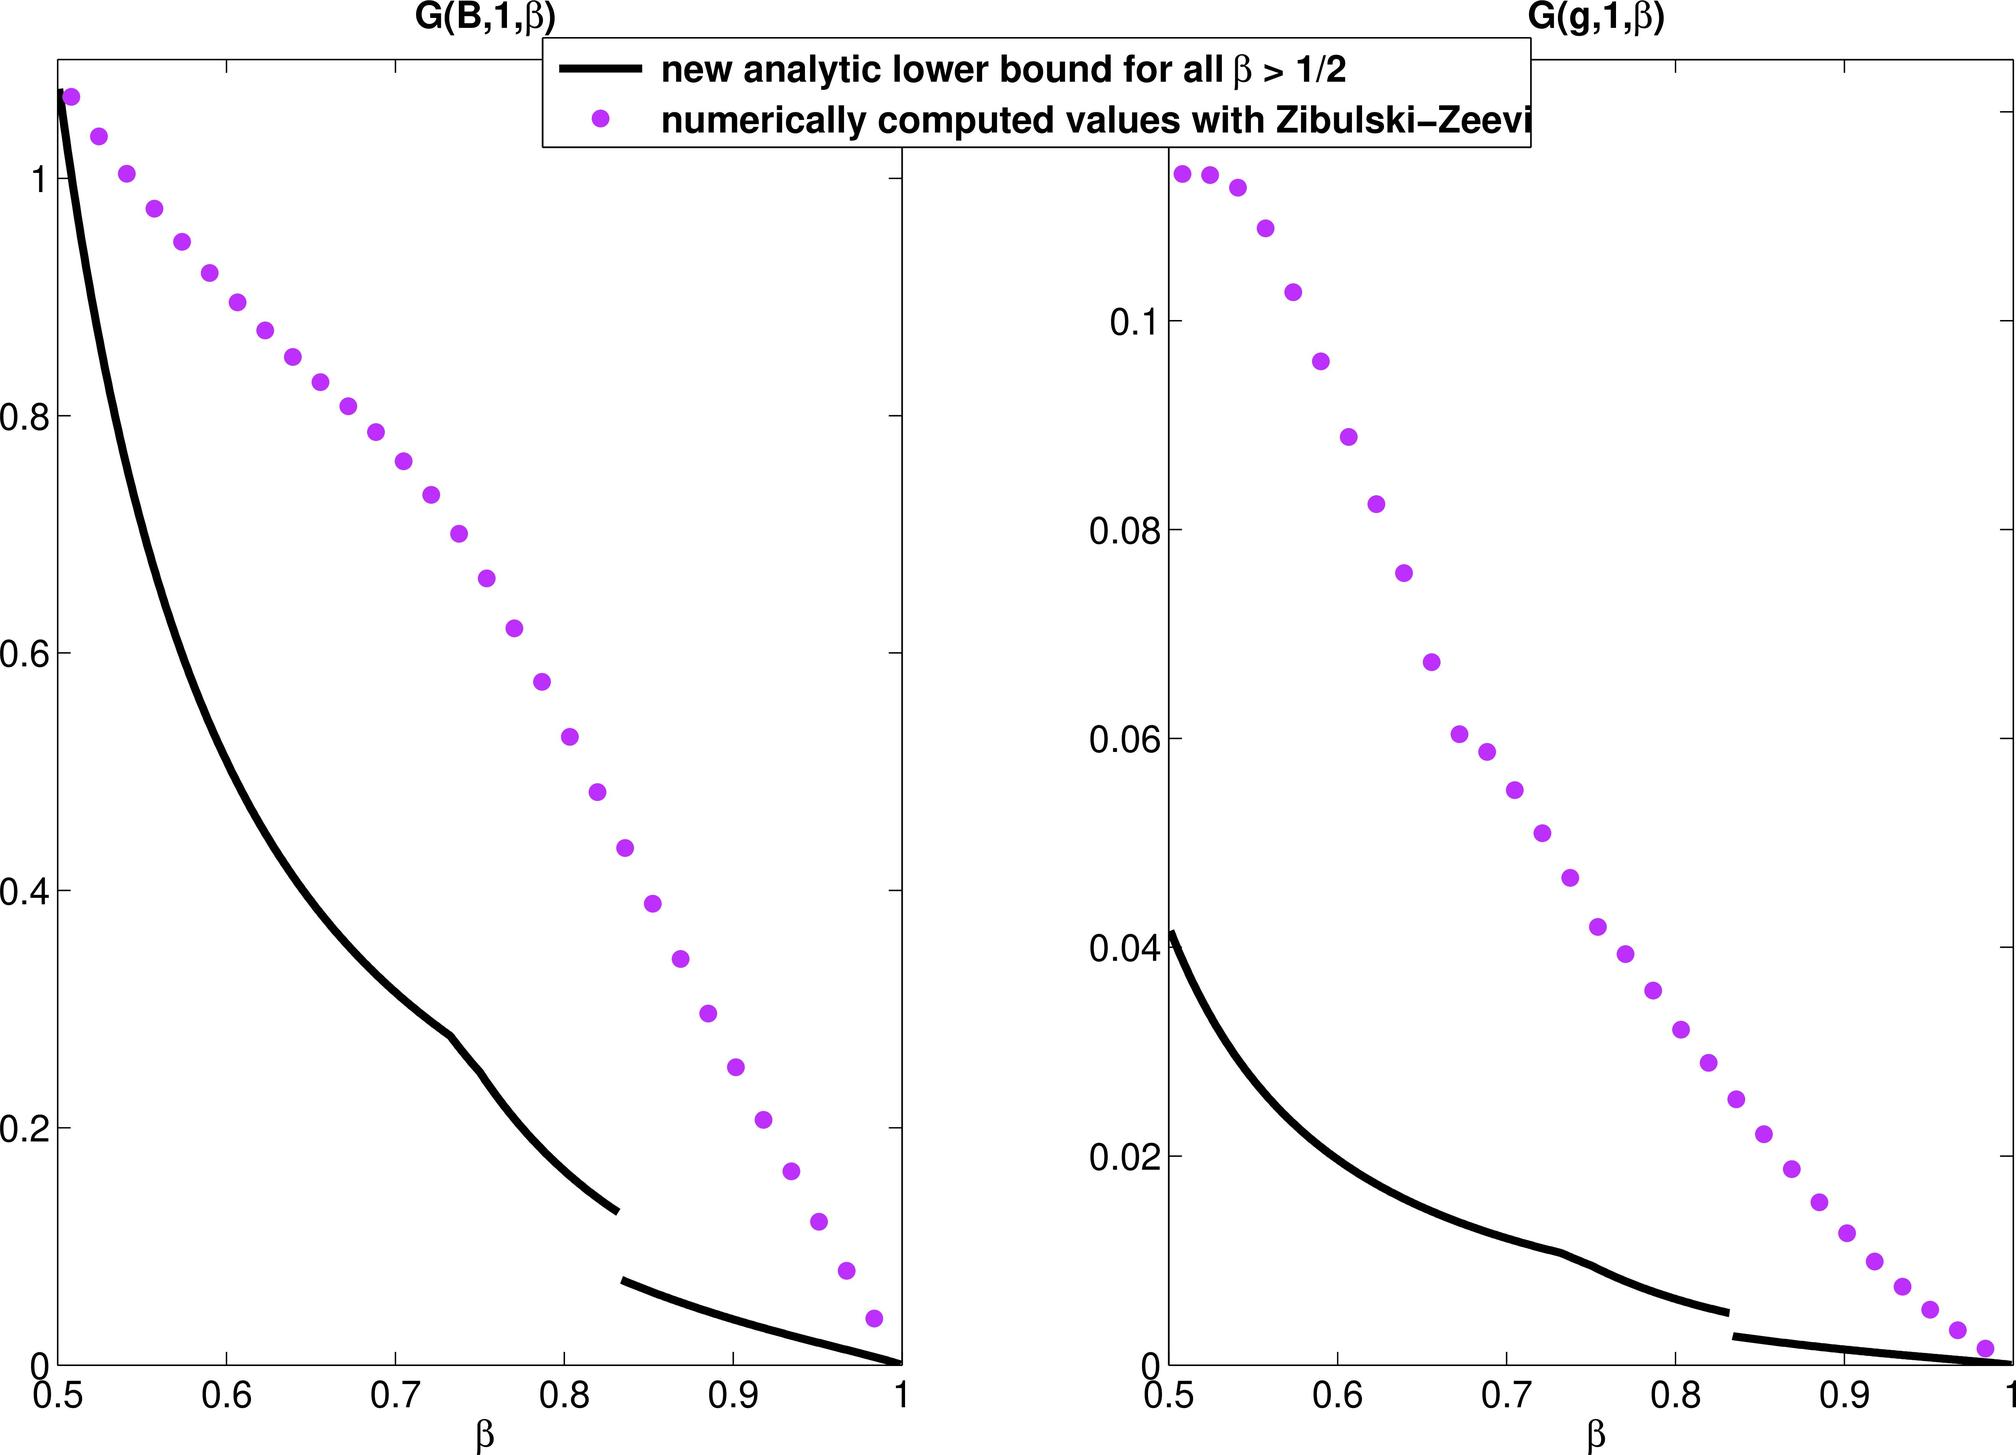 G(B,1,β)
G(g,1,β)
new analytic lower bound for all β > 1/2
numerically computed values with Zibulski−Zeevi
1
0.8
0.6
0.4
0.2
0
0.5 0.6 0.7 0.8 0.9 1
β
0.1
0.08
0.06
0.04
0.02
0
0.5 0.6 0.7 0.8 0.9 1
β